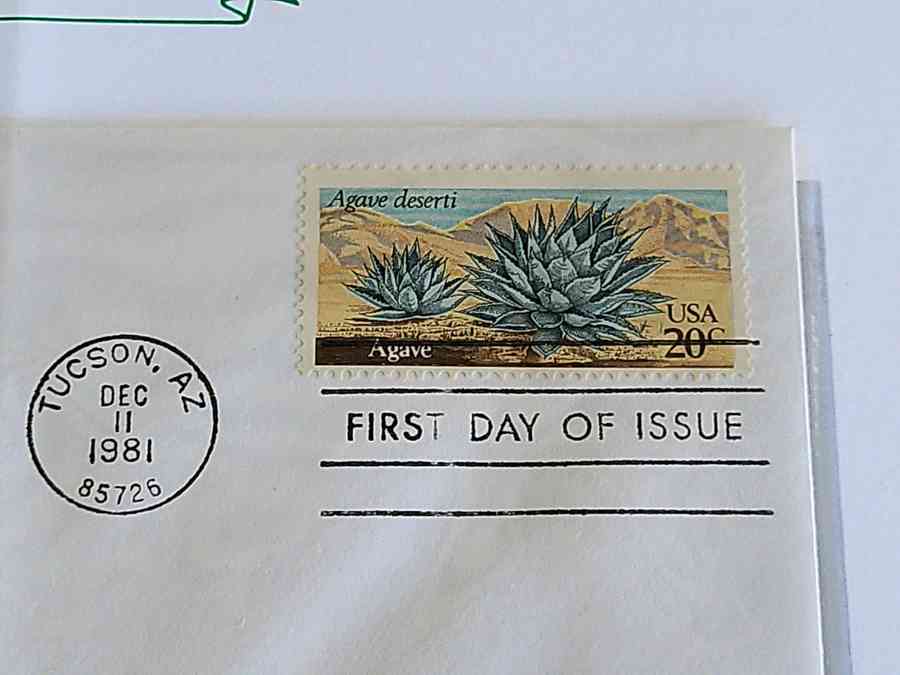 Agave deserti
USA
20c
Agave
TUCSON, AZ
DEC
11
1981
85726
FIRST DAY OF ISSUE